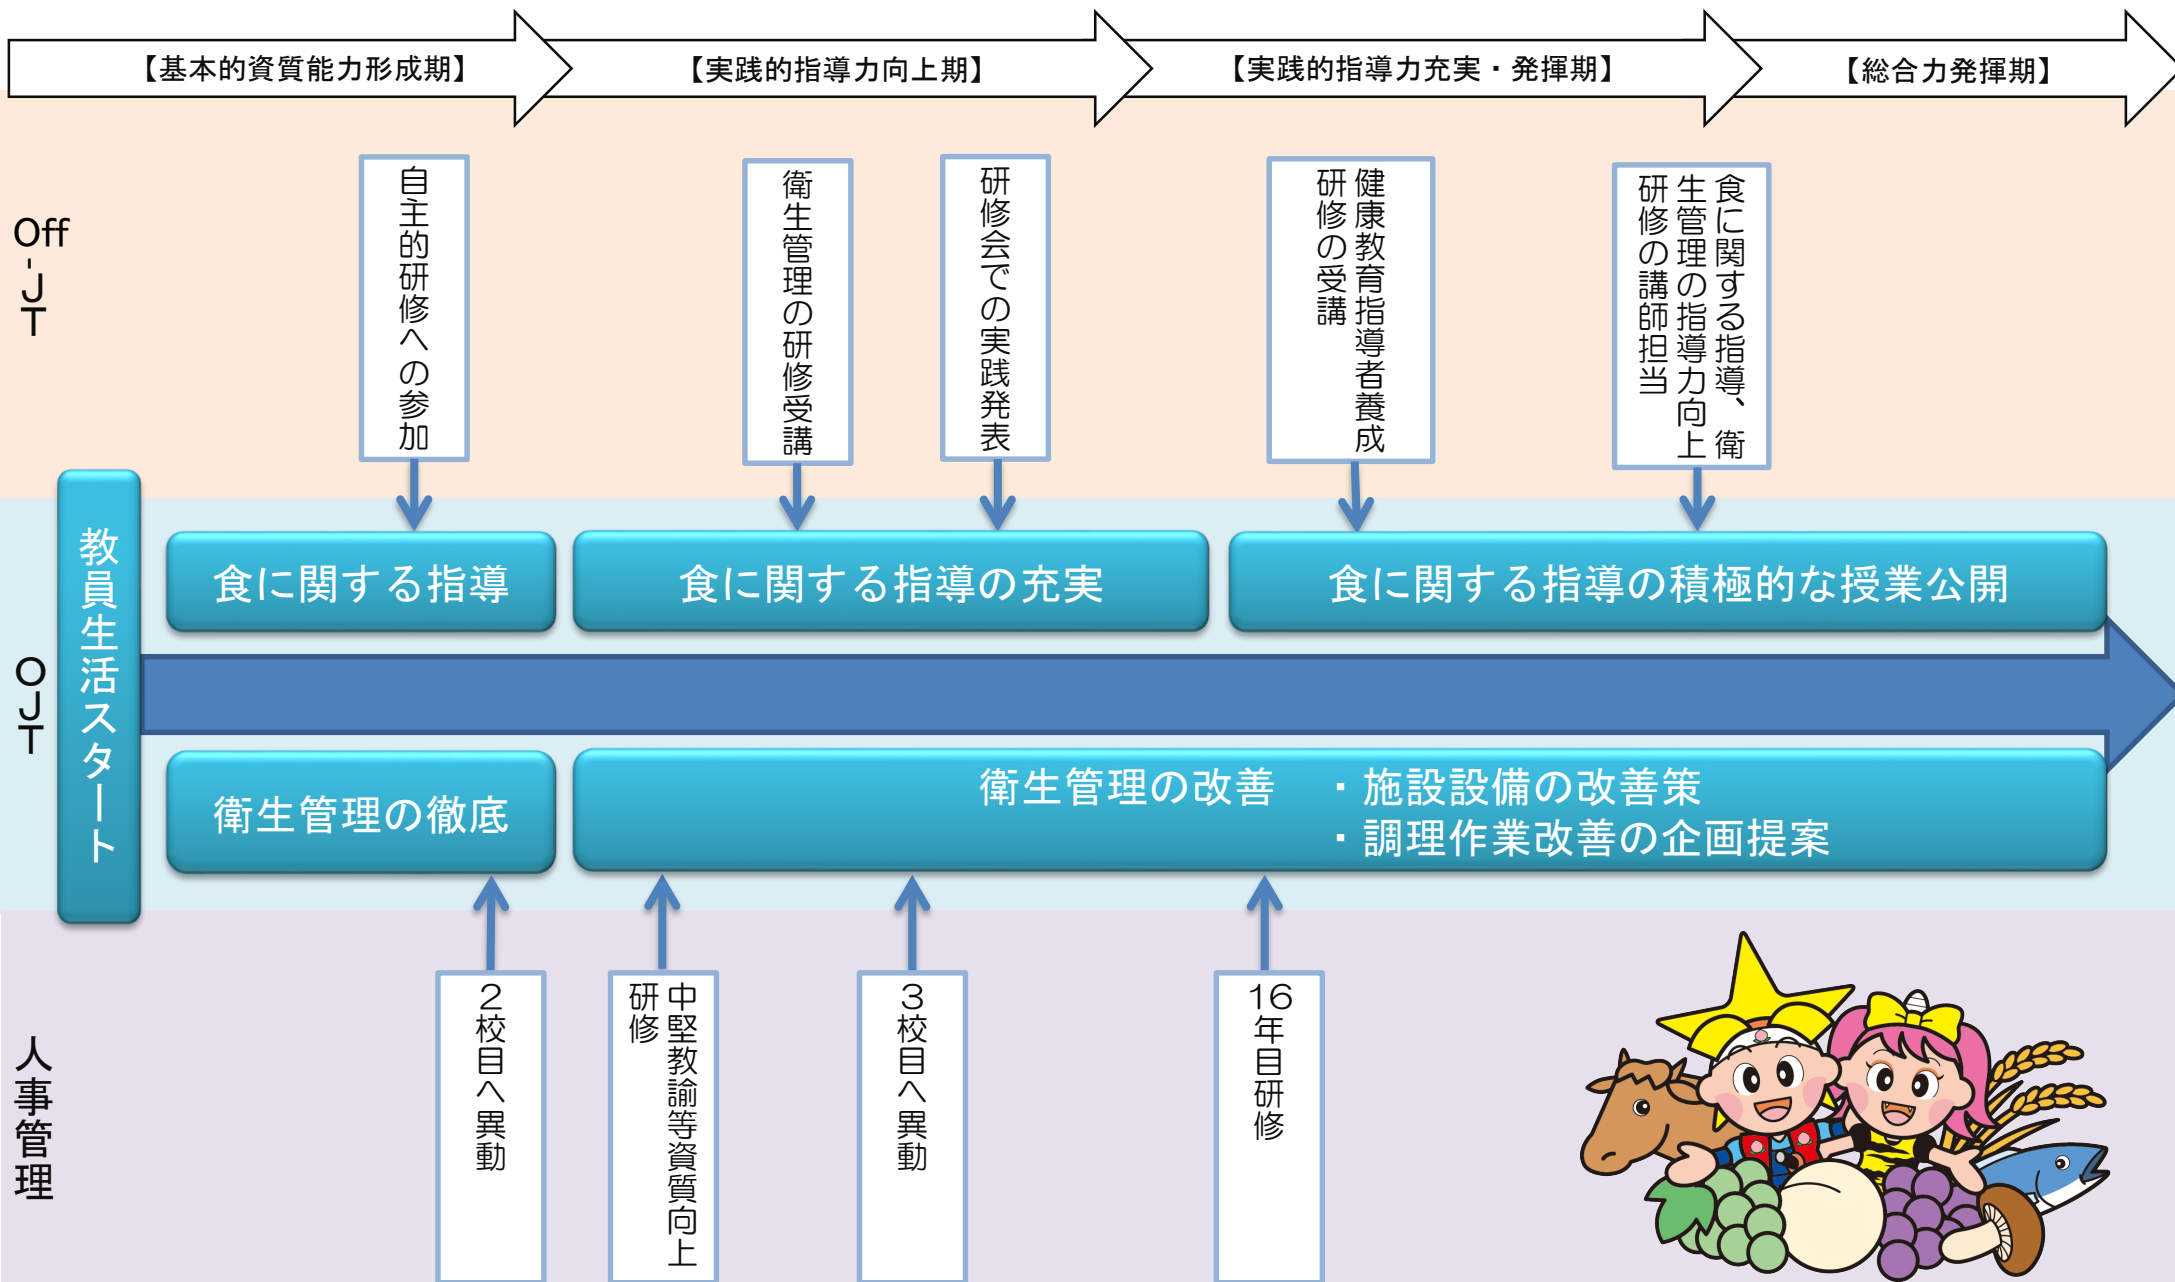 【基本的資質能力形成期】
【実践的指導力向上期】
【実践的指導力充実・発揮期】
【総合力発揮期】
Off-JT
自主的研修への参加
衛生管理の研修受講
研修会での実践発表
健康教育指導者養成
研修の受講
食に関する指導、衛
生管理の指導力向上
研修の講師担当
OJT
教員生活スタート
食に関する指導
食に関する指導の充実
食に関する指導の積極的な授業公開
衛生管理の徹底
衛生管理の改善 ・施設設備の改善策
・調理作業改善の企画提案
人事管理
２校目へ異動
中堅教諭等資質向上
研修
３校目へ異動
16年目研修